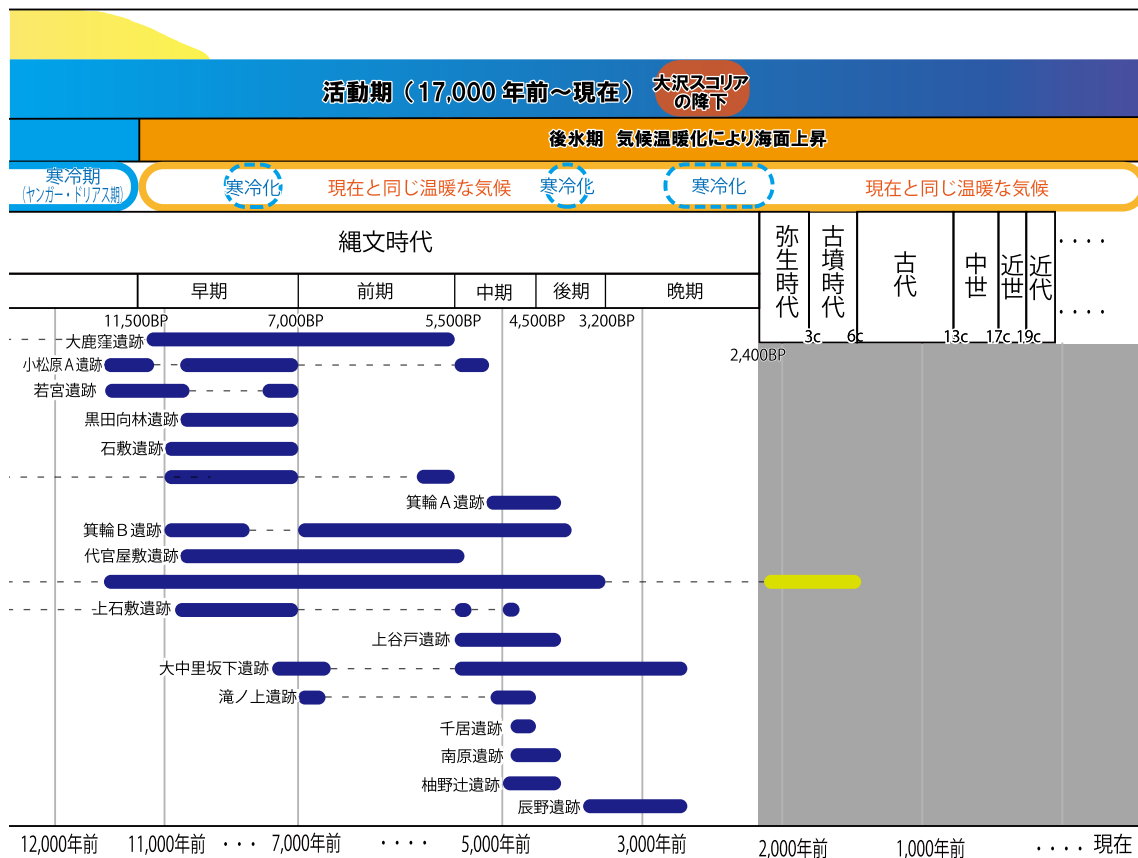 活動期（17,000 年前～現在）
大沢スコリア
の降下
後氷期 気候温暖化により海面上昇
寒冷期
(ヤンガー・ドリアス期)
寒冷化
現在と同じ温暖な気候
寒冷化
寒冷化
現在と同じ温暖な気候
縄文時代
弥生時代
古墳時代
古代
中世
近世
近代
・・・・
早期
前期
中期
後期
晩期
・・・・
11,500BP
7,000BP
5,500BP
4,500BP
3,200BP
3c
6c
13c
17c
19c
2,400BP
大鹿窪遺跡
小松原Ａ遺跡
若宮遺跡
黒田向林遺跡
石敷遺跡
箕輪Ａ遺跡
箕輪Ｂ遺跡
代官屋敷遺跡
上石敷遺跡
上谷戸遺跡
大中里坂下遺跡
滝ノ上遺跡
千居遺跡
南原遺跡
柚野辻遺跡
辰野遺跡
12,000年前
11,000年前
・・・
7,000年前
・・・・
5,000年前
3,000年前
2,000年前
1,000年前
・・・・
現在